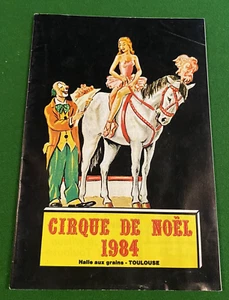 CIRQUE DE NOËL
1984
Halle aux grains - TOULOUSE